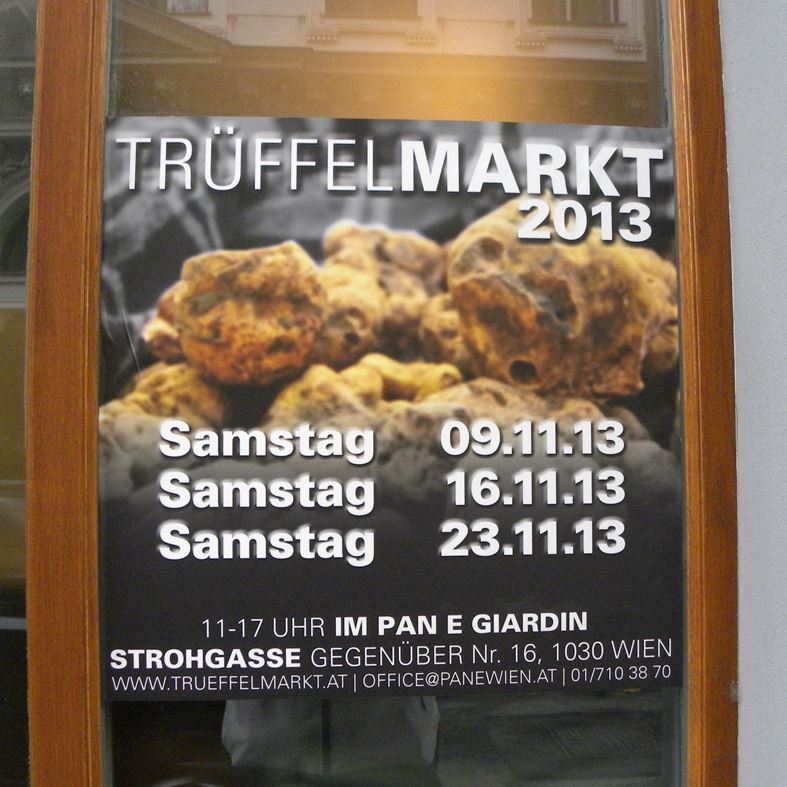 TRÜFFELMARKT
2013
Samstag 09.11.13
Samstag 16.11.13
Samstag 23.11.13
11-17 UHR IM PAN E GIARDIN
STROHGASSE GEGENÜBER Nr. 16, 1030 WIEN
WWW.TRUEFFELMARKT.AT | OFFICE@PANEWIEN.AT | 01/710 38 70